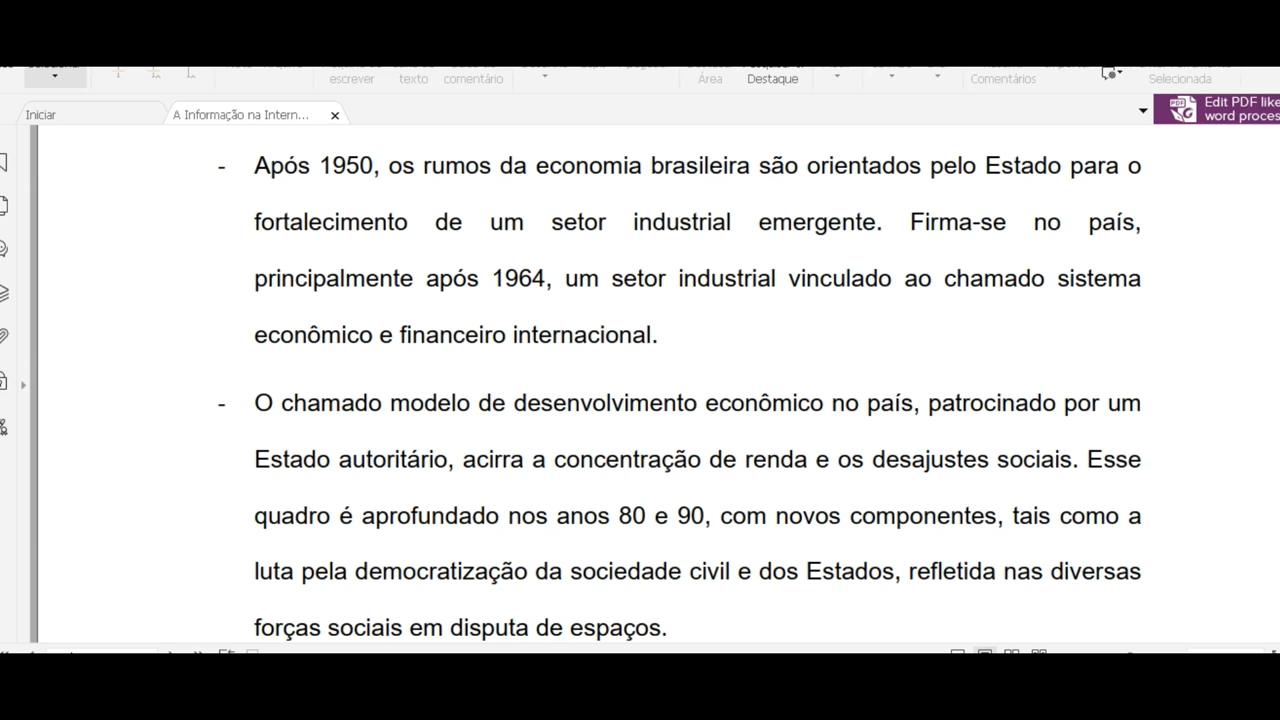 escrever texto comentário Área Destaque Comentários Selecionada
Iniciar A Informação na Intern... Edit PDF like
word proces
- Após 1950, os rumos da economia brasileira são orientados pelo Estado para o
fortalecimento de um setor industrial emergente. Firma-se no país,
principalmente após 1964, um setor industrial vinculado ao chamado sistema
econômico e financeiro internacional.
- O chamado modelo de desenvolvimento econômico no país, patrocinado por um
Estado autoritário, acirra a concentração de renda e os desajustes sociais. Esse
quadro é aprofundado nos anos 80 e 90, com novos componentes, tais como a
luta pela democratização da sociedade civil e dos Estados, refletida nas diversas
forças sociais em disputa de espaços.